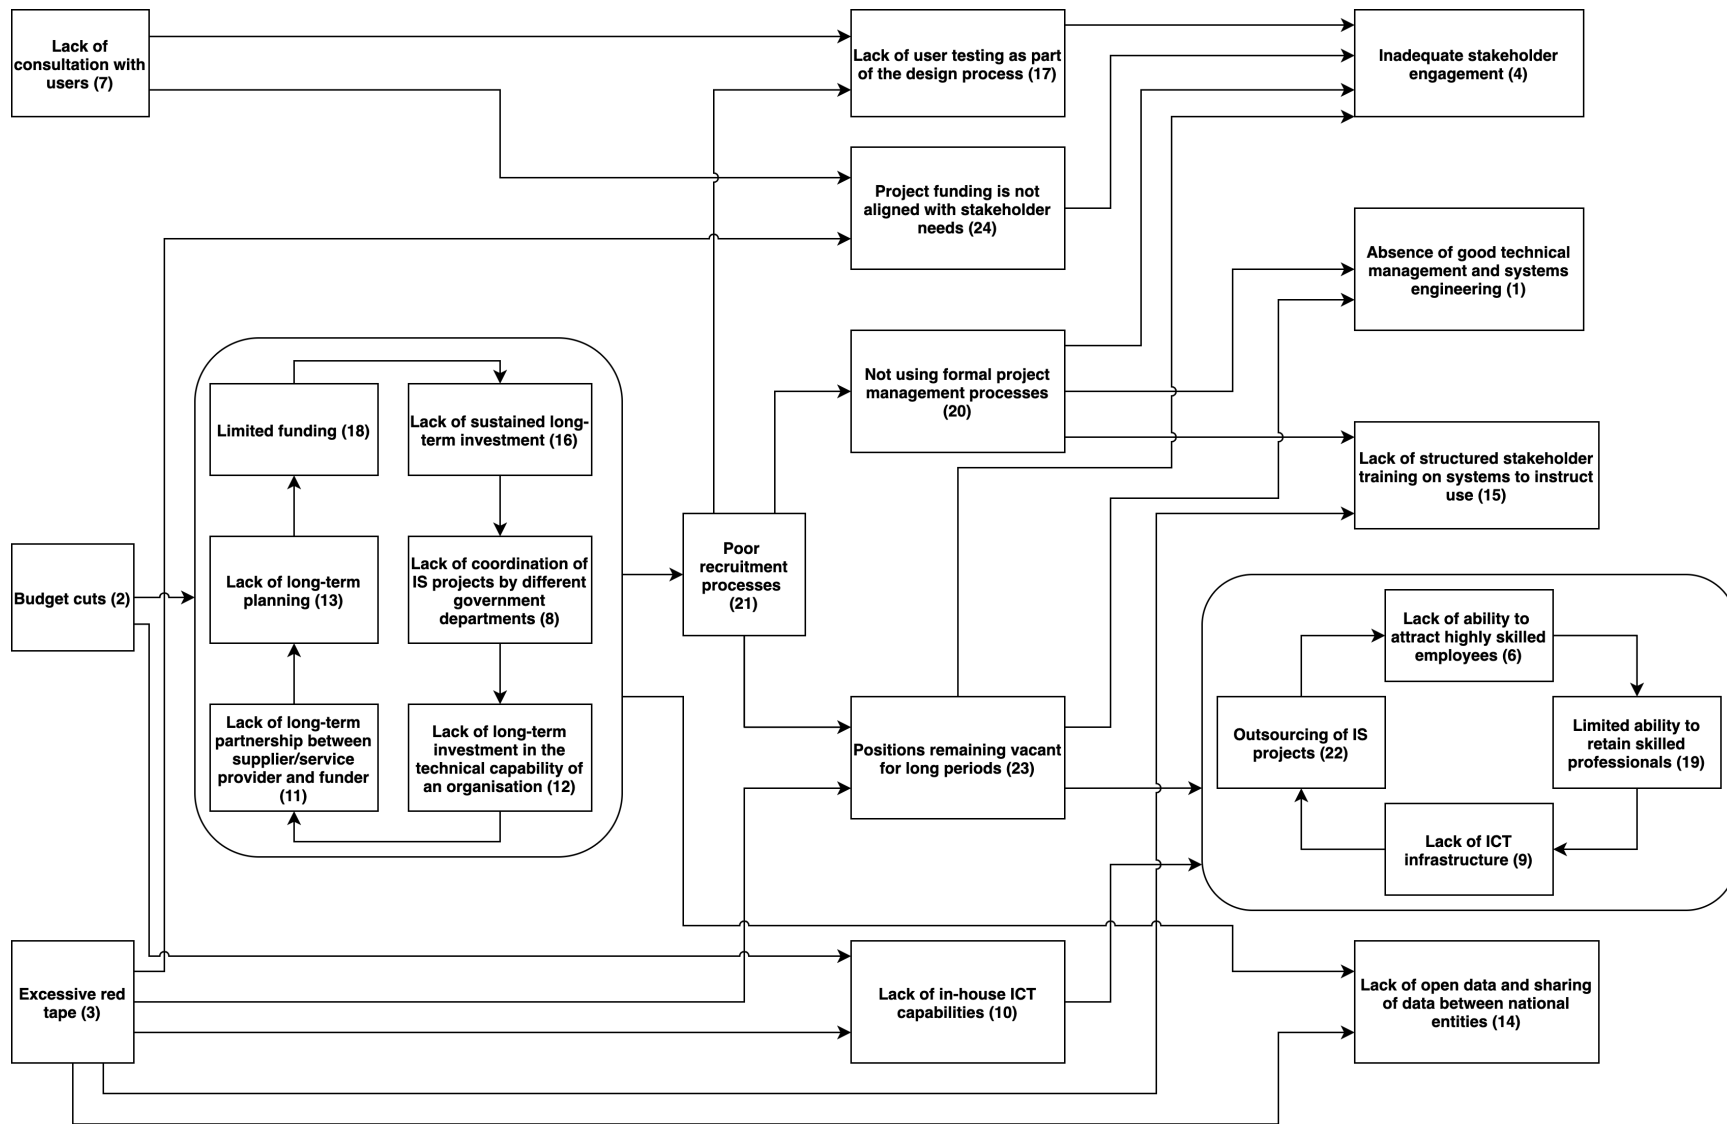 Lack of
consultation with
users (7)
Lack of user testing as part
of the design process (17)
Inadequate stakeholder
engagement (4)
Project funding is not
aligned with stakeholder
needs (24)
Absence of good technical
management and systems
engineering (1)
Limited funding (18)
Lack of sustained long-
term investment (16)
Not using formal project
management processes
(20)
Lack of structured stakeholder
training on systems to instruct
use (15)
Budget cuts (2)
Lack of long-term
planning (13)
Lack of coordination of
IS projects by different
government
departments (8)
Poor
recruitment
processes
(21)
Lack of ability to
attract highly skilled
employees (6)
Lack of long-term
partnership between
supplier/service
provider and funder
(11)
Lack of long-term
investment in the
technical capability of
an organisation (12)
Positions remaining vacant
for long periods (23)
Outsourcing of IS
projects (22)
Limited ability to
retain skilled
professionals (19)
Lack of ICT
infrastructure (9)
Excessive red
tape (3)
Lack of in-house ICT
capabilities (10)
Lack of open data and sharing
of data between national
entities (14)